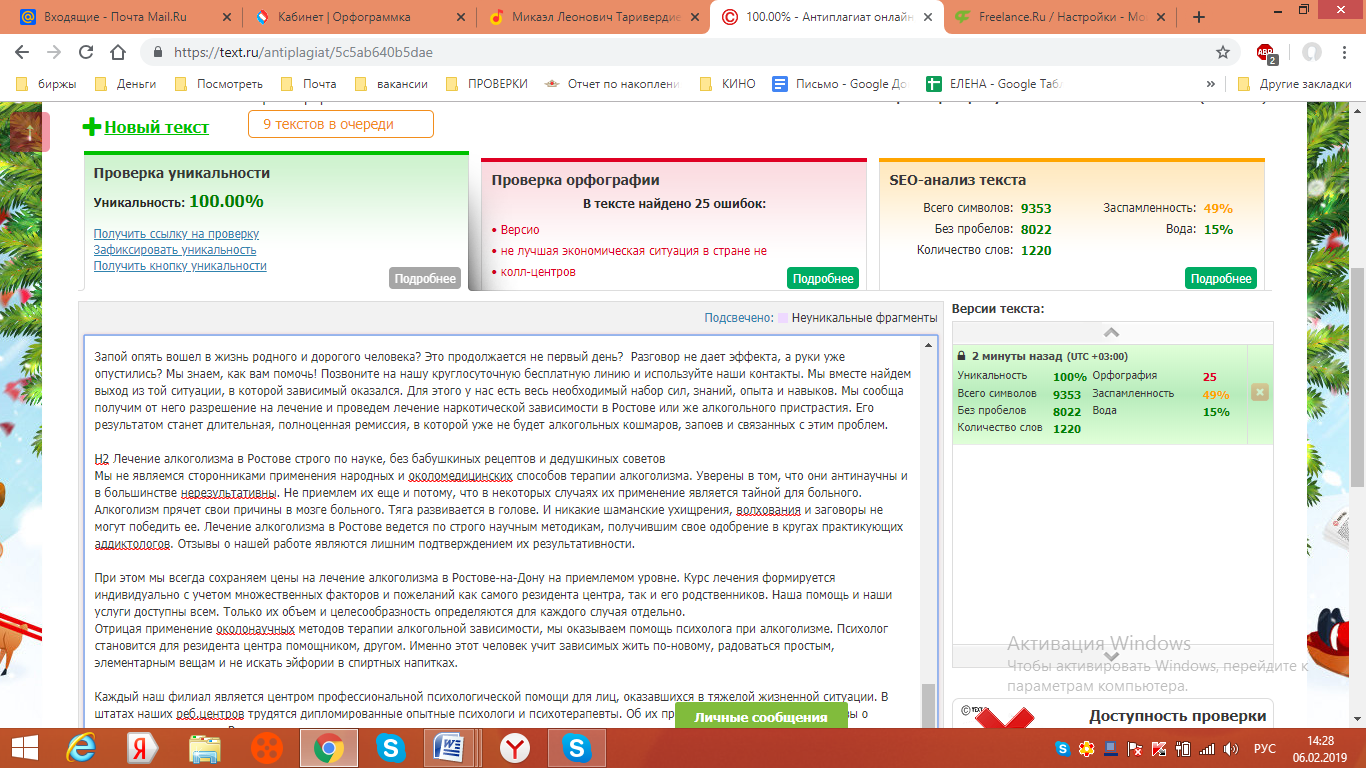 Входящие - Почта Mail.Ru
Кабинет | Орфограммка
Микаэл Леонович Таривердие
100.00% - Антиплагиат онлайн
Freelance.Ru / Настройки - Мо
https://text.ru/antiplagiat/5c5ab640b5dae
ABP
2
биржы
Деньги
Посмотреть
Почта
вакансии
ПРОВЕРКИ
Отчет по накоплени
КИНО
Письмо - Google До
ЕЛЕНА - Google Табл
»
Другие закладки
Новый текст
9 текстов в очереди
Проверка уникальности
Уникальность: 100.00%
Получить ссылку на проверку
Зафиксировать уникальность
Получить кнопку уникальности
Подробнее
Проверка орфографии
В тексте найдено 25 ошибок:
• Версио
• не лучшая экономическая ситуация в стране не
• колл-центров
Подробнее
SEO-анализ текста
Всего символов: 9353 Заспамленность: 49%
Без пробелов: 8022 Вода: 15%
Количество слов: 1220
Подробнее
Подсвечено: Неуникальные фрагменты
Запой опять вошел в жизнь родного и дорогого человека? Это продолжается не первый день? Разговор не дает эффекта, а руки уже
опустились? Мы знаем, как вам помочь! Позвоните на нашу круглосуточную бесплатную линию и используйте наши контакты. Мы вместе найдем
выход из той ситуации, в которой зависимый оказался. Для этого у нас есть весь необходимый набор сил, знаний, опыта и навыков. Мы сообща
получим от него разрешение на лечение и проведем лечение наркотической зависимости в Ростове или же алкогольного пристрастия. Его
результатом станет длительная, полноценная ремиссия, в которой уже не будет алкогольных кошмаров, запоев и связанных с этим проблем.
H2 Лечение алкоголизма в Ростове строго по науке, без бабушкиных рецептов и дедушкиных советов
Мы не являемся сторонниками применения народных и околомедицинских способов терапии алкоголизма. Уверены в том, что они антинаучны и
в большинстве нерезультативны. Не приемлем их еще и потому, что в некоторых случаях их применение является тайной для больного.
Алкоголизм прячет свои причины в мозге больного. Тяга развивается в голове. И никакие шаманские ухищрения, волхования и заговоры не
могут победить ее. Лечение алкоголизма в Ростове ведется по строго научным методикам, получившим свое одобрение в кругах практикующих
аддиктологов. Отзывы о нашей работе являются лишним подтверждением их результативности.
При этом мы всегда сохраняем цены на лечение алкоголизма в Ростове-на-Дону на приемлемом уровне. Курс лечения формируется
индивидуально с учетом множественных факторов и пожеланий как самого резидента центра, так и его родственников. Наша помощь и наши
услуги доступны всем. Только их объем и целесообразность определяются для каждого случая отдельно.
Отрицая применение околонаучных методов терапии алкогольной зависимости, мы оказываем помощь психолога при алкоголизме. Психолог
становится для резидента центра помощником, другом. Именно этот человек учит зависимых жить по-новому, радоваться простым,
элементарным вещам и не искать эйфории в спиртных напитках.
Каждый наш филиал является центром профессиональной психологической помощи для лиц, оказавшихся в тяжелой жизненной ситуации. В
штатах наших реб.центров трудятся дипломированные опытные психологи и психотерапевты. Об их пр
Личные сообщения
Версии текста:
2 минуты назад (UTC +03:00)
Уникальность 100% Орфография 25
Всего символов 9353 Заспамленность 49%
Без пробелов 8022 Вода 15%
Количество слов 1220
Активация Windows
Чтобы активировать Windows, перейдите к
параметрам компьютера.
Доступность проверки
РУС
14:28
06.02.2019